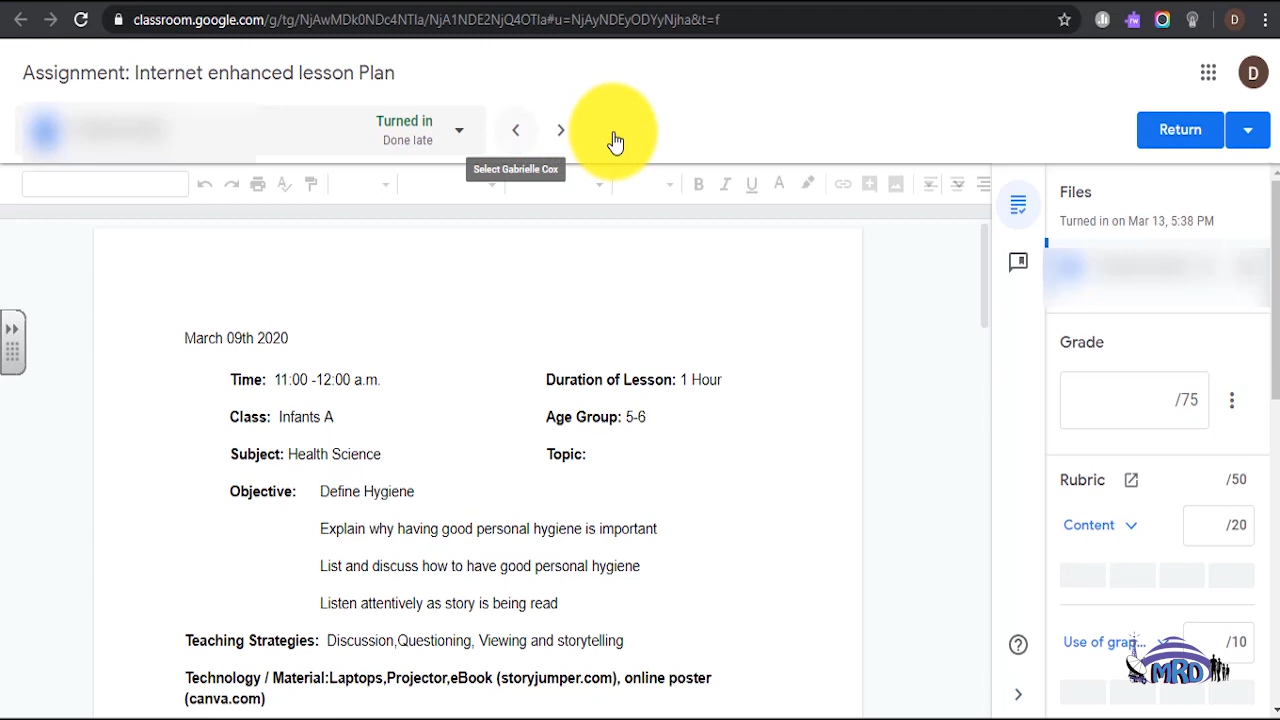 classroom.google.com/g/tg/NjAwMDk0NDc4NTIa/NjA1NDE2NjQ4OTIa#u=NjAyNDEyODYyNjha&t=f
D
Assignment: Internet enhanced lesson Plan
D
Turned in
Done late
Return
Select Gabrielle Cox
Files
Turned in on Mar 13, 5:38 PM
Grade
/75
Rubric /50
Content /20
Use of grap... /10
March 09th 2020
Time: 11:00 -12:00 a.m. Duration of Lesson: 1 Hour
Class: Infants A Age Group: 5-6
Subject: Health Science Topic:
Objective: Define Hygiene
Explain why having good personal hygiene is important
List and discuss how to have good personal hygiene
Listen attentively as story is being read
Teaching Strategies: Discussion,Questioning, Viewing and storytelling
Technology / Material:Laptops,Projector,eBook (storyjumper.com), online poster
(canva.com)
MRD